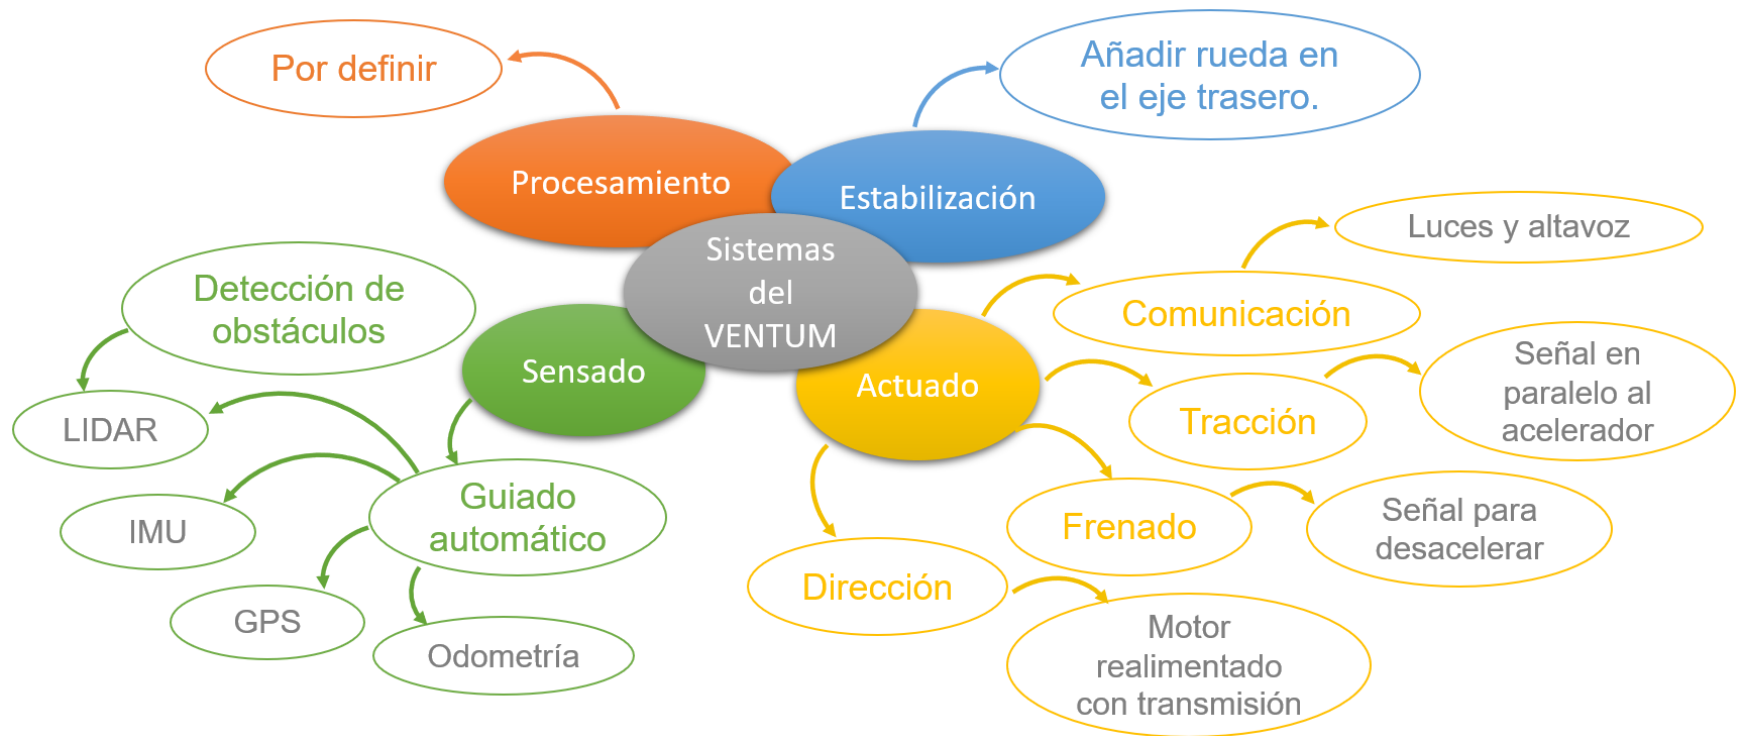 Por definir
Añadir rueda en
el eje trasero.
Procesamiento
Estabilización
Sistemas
del
VENTUM
Sensado
Actuado
Detección de
obstáculos
LIDAR
IMU
GPS
Guiado
automático
Odometría
Luces y altavoz
Comunicación
Tracción
Señal en
paralelo al
acelerador
Frenado
Señal para
desacelerar
Dirección
Motor
realimentado
con transmisión